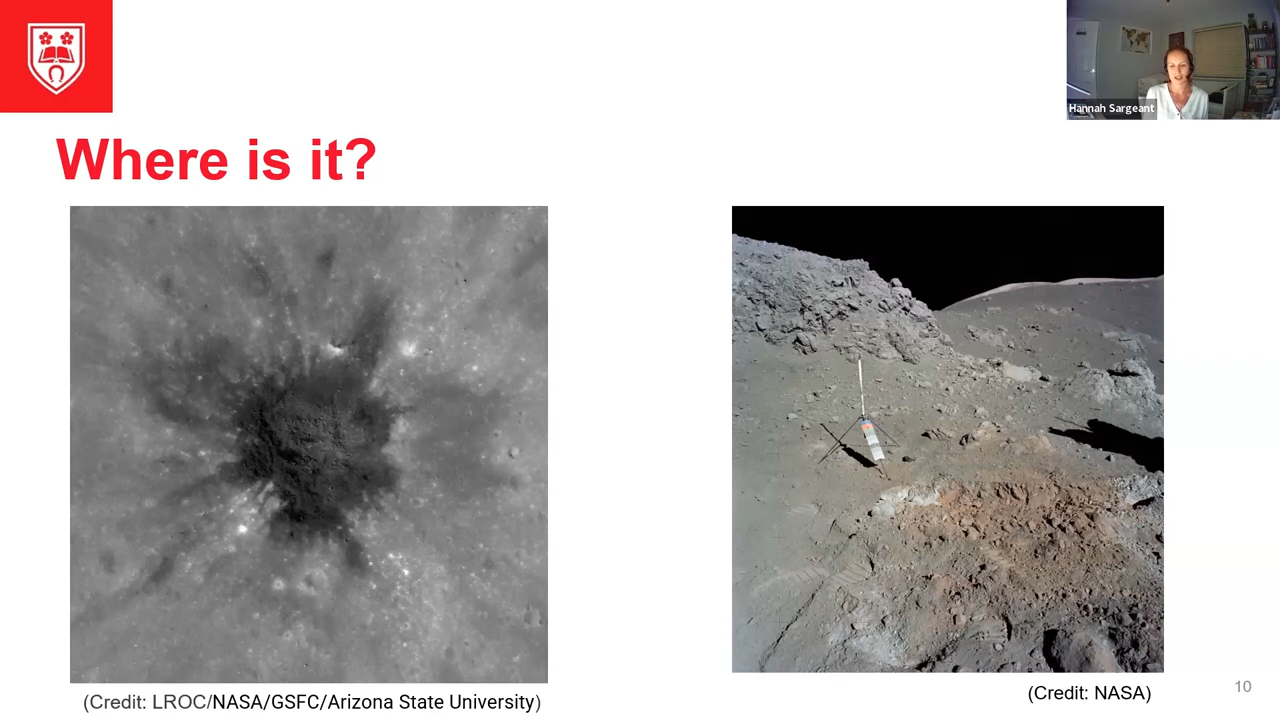 Hannah Sargeant
Where is it?
(Credit: LROC/NASA/GSFC/Arizona State University)
(Credit: NASA)
10